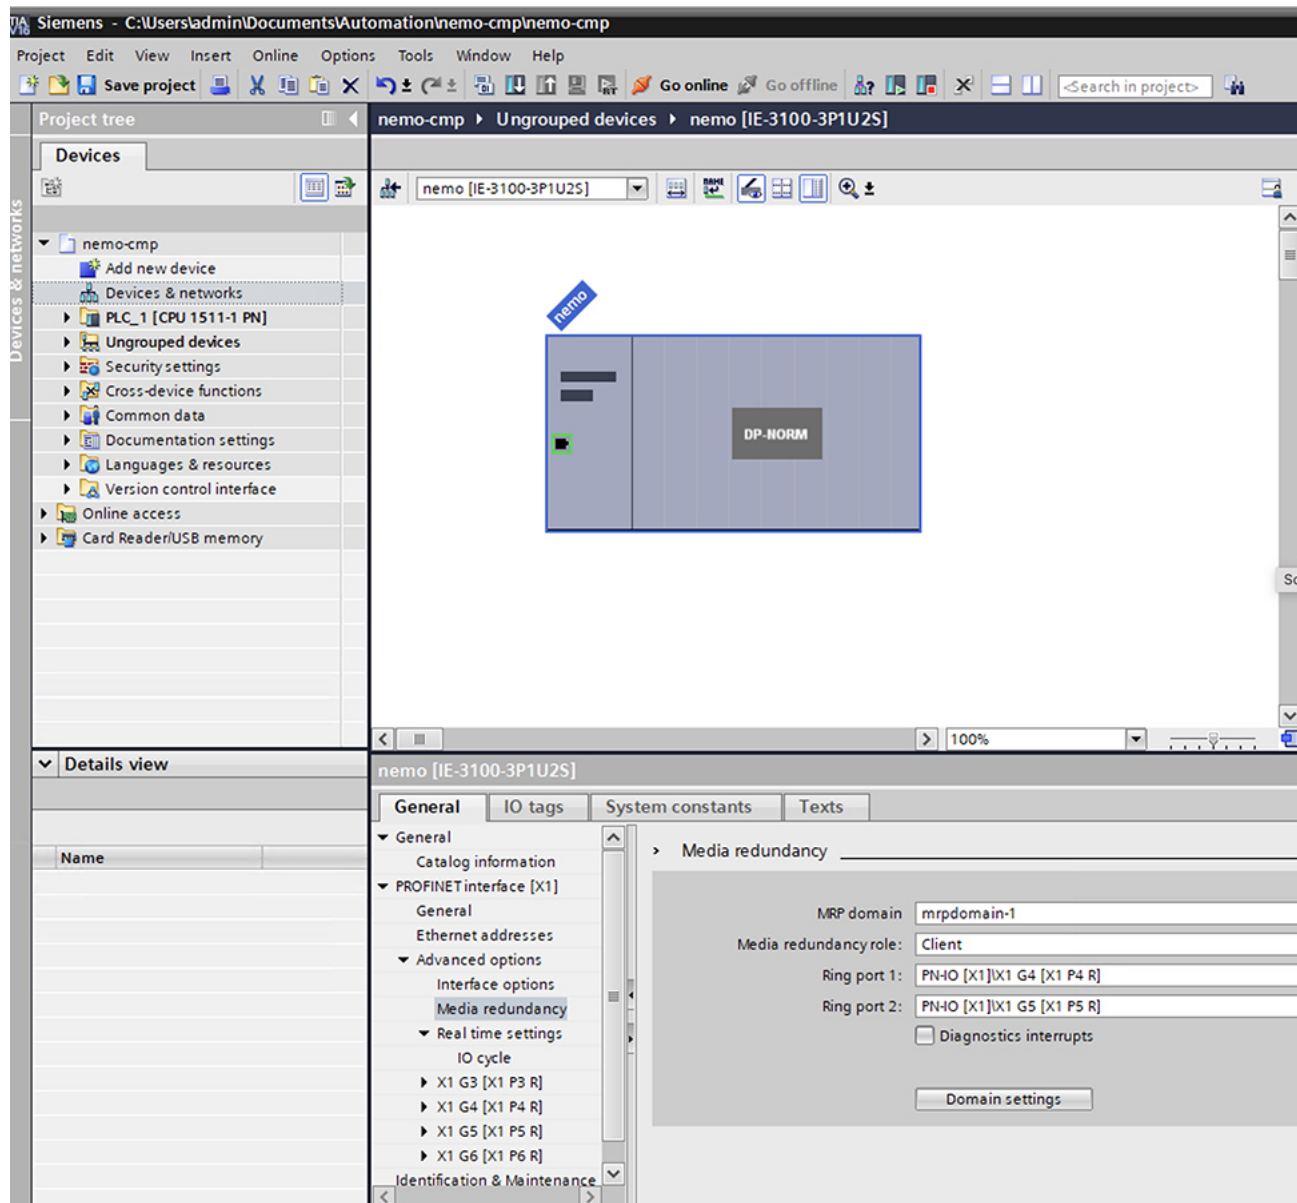 TIA V16 Siemens - C:\Users\admin\Documents\Automation\nemo-cmp\nemo-cmp
Project Edit View Insert Online Options Tools Window Help
Save project Go online Go offline <Search in project>
Project tree
nemo-cmp Ungrouped devices nemo [IE-3100-3P1U2S]
Devices
nemo [IE-3100-3P1U2S]
Devices & networks
nemo-cmp
Add new device
Devices & networks
PLC_1 [CPU 1511-1 PN]
Ungrouped devices
Security settings
Cross-device functions
Common data
Documentation settings
Languages & resources
Version control interface
Online access
Card Reader/USB memory
nemo
DP-NORM
Sc
100%
Details view
Name
nemo [IE-3100-3P1U2S]
General IO tags System constants Texts
General
Catalog information
PROFINET interface [X1]
General
Ethernet addresses
Advanced options
Interface options
Media redundancy
Real time settings
IO cycle
X1 G3 [X1 P3 R]
X1 G4 [X1 P4 R]
X1 G5 [X1 P5 R]
X1 G6 [X1 P6 R]
Identification & Maintenance
Media redundancy
MRP domain mrpdomain-1
Media redundancy role: Client
Ring port 1: PN-IO [X1]\X1 G4 [X1 P4 R]
Ring port 2: PN-IO [X1]\X1 G5 [X1 P5 R]
Diagnostics interrupts
Domain settings